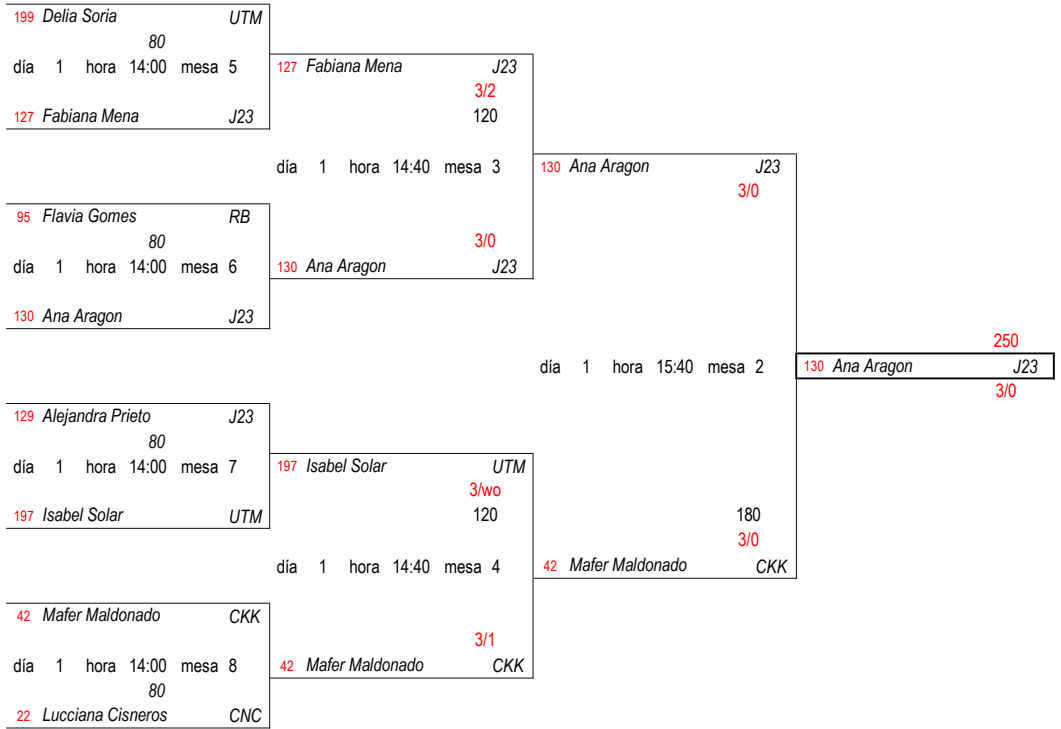 199 Delia Soria UTM
80
día 1 hora 14:00 mesa 5
127 Fabiana Mena J23
127 Fabiana Mena J23
3/2
120
día 1 hora 14:40 mesa 3
130 Ana Aragon J23
3/0
95 Flavia Gomes RB
80
día 1 hora 14:00 mesa 6
130 Ana Aragon J23
3/0
130 Ana Aragon J23
250
día 1 hora 15:40 mesa 2
130 Ana Aragon J23
3/0
129 Alejandra Prieto J23
80
día 1 hora 14:00 mesa 7
197 Isabel Solar UTM
197 Isabel Solar UTM
3/wo
120
día 1 hora 14:40 mesa 4
180
3/0
42 Mafer Maldonado CKK
42 Mafer Maldonado CKK
día 1 hora 14:00 mesa 8
80
22 Lucciana Cisneros CNC
3/1
42 Mafer Maldonado CKK